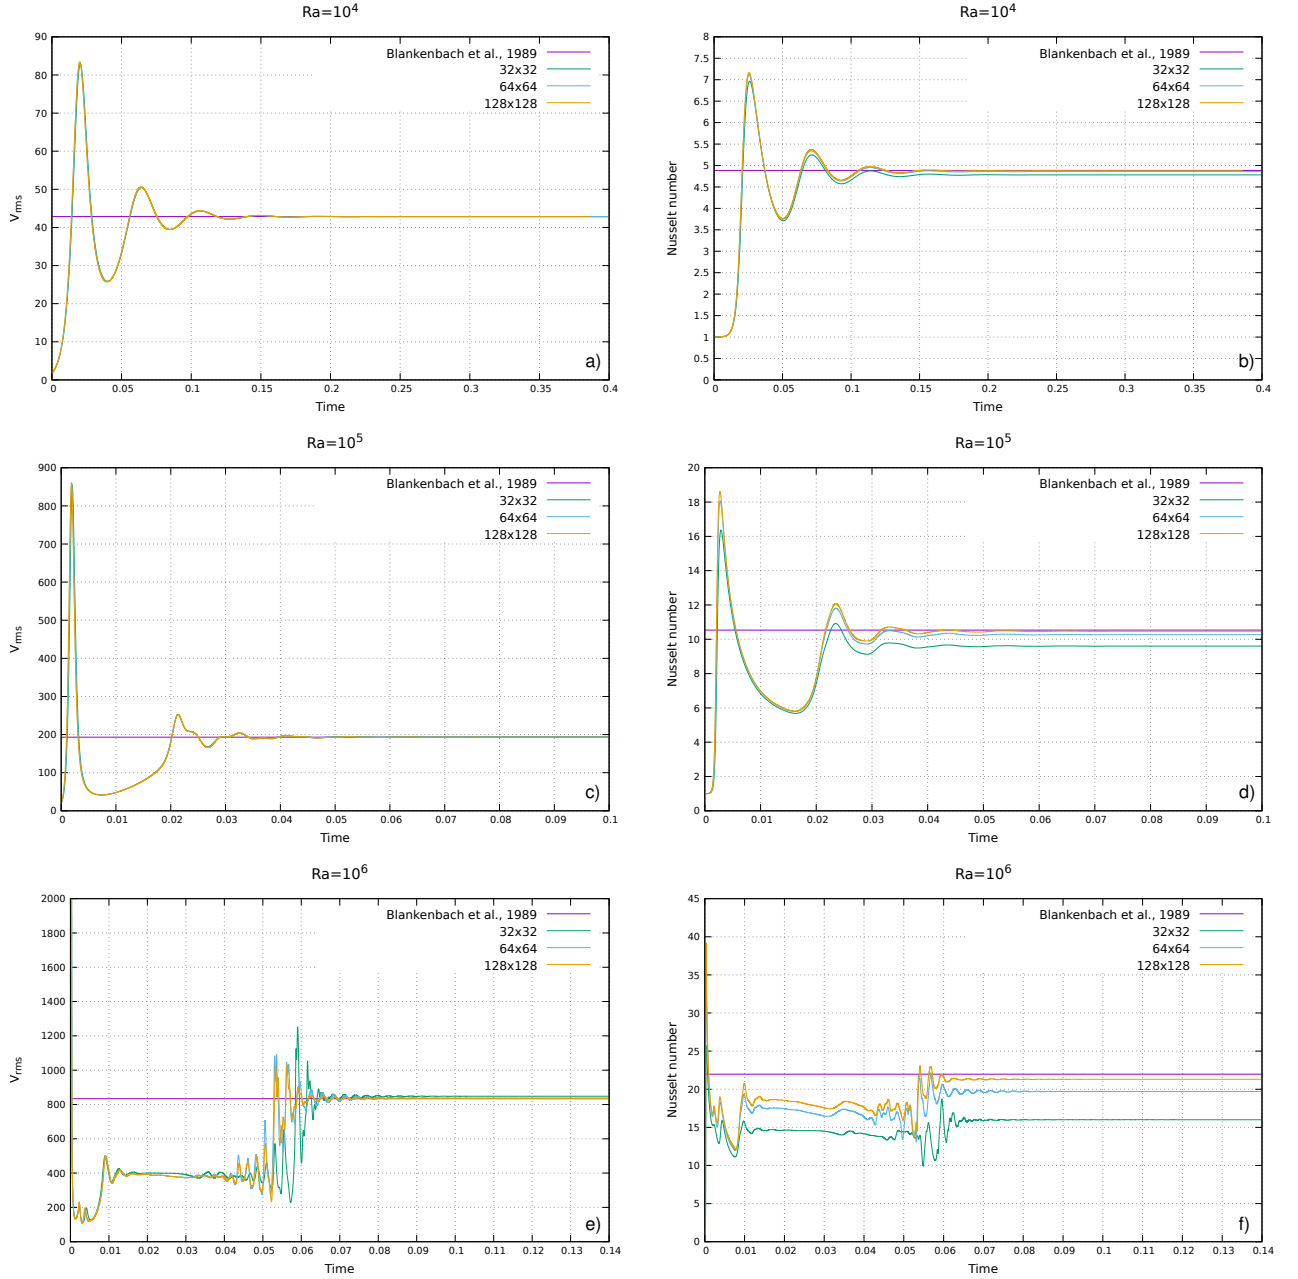 Ra=10⁴
V_rms
90
80
70
60
50
40
30
20
10
0
Blankenbach et al., 1989
32x32
64x64
128x128
a)
0 0.05 0.1 0.15 0.2 0.25 0.3 0.35 0.4
Time
Ra=10⁴
Nusselt number
8
7.5
7
6.5
6
5.5
5
4.5
4
3.5
3
2.5
2
1.5
1
0.5
0
Blankenbach et al., 1989
32x32
64x64
128x128
b)
0 0.05 0.1 0.15 0.2 0.25 0.3 0.35 0.4
Time
Ra=10⁵
V_rms
900
800
700
600
500
400
300
200
100
0
Blankenbach et al., 1989
32x32
64x64
128x128
c)
0 0.01 0.02 0.03 0.04 0.05 0.06 0.07 0.08 0.09 0.1
Time
Ra=10⁵
Nusselt number
20
18
16
14
12
10
8
6
4
2
0
Blankenbach et al., 1989
32x32
64x64
128x128
d)
0 0.01 0.02 0.03 0.04 0.05 0.06 0.07 0.08 0.09 0.1
Time
Ra=10⁶
V_rms
2000
1800
1600
1400
1200
1000
800
600
400
200
0
Blankenbach et al., 1989
32x32
64x64
128x128
e)
0 0.01 0.02 0.03 0.04 0.05 0.06 0.07 0.08 0.09 0.1 0.11 0.12 0.13 0.14
Time
Ra=10⁶
Nusselt number
45
40
35
30
25
20
15
10
5
0
Blankenbach et al., 1989
32x32
64x64
128x128
f)
0 0.01 0.02 0.03 0.04 0.05 0.06 0.07 0.08 0.09 0.1 0.11 0.12 0.13 0.14
Time